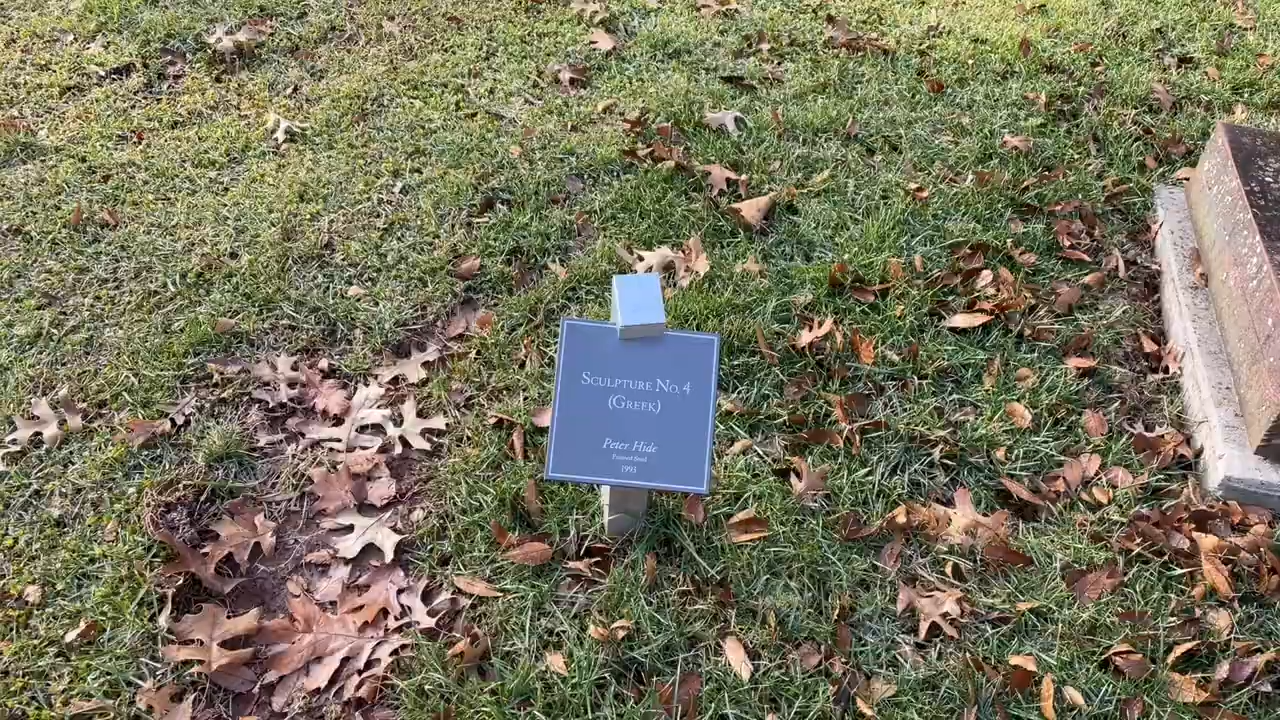 SCULPTURE NO. 4
(GREEK)
Peter Hide
Painted Steel
1993